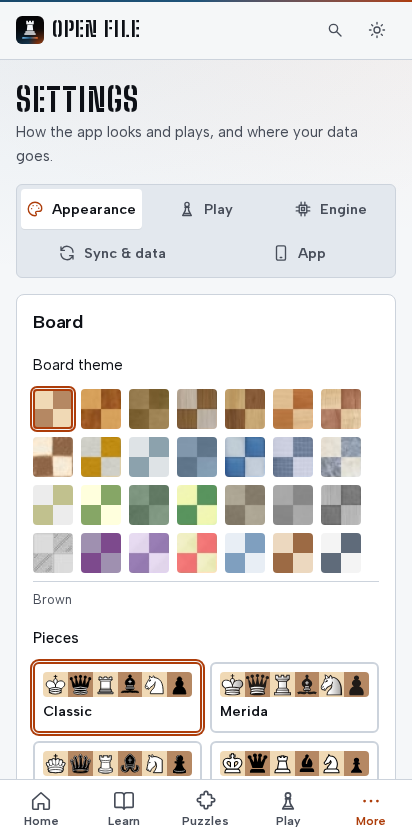 OPEN FILE
SETTINGS
How the app looks and plays, and where your data
goes.
Appearance
Play
Engine
Sync & data
App
Board
Board theme
Brown
Pieces
Classic
Merida
Home
Learn
Puzzles
Play
More